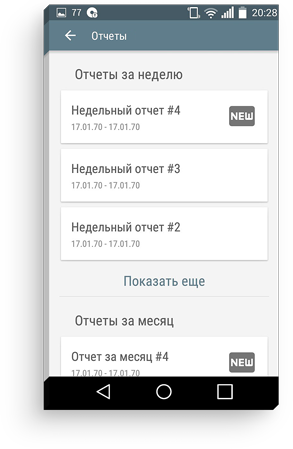 77 20:28
Отчеты
Отчеты за неделю
Недельный отчет #4
NEW
17.01.70 - 17.01.70
Недельный отчет #3
17.01.70 - 17.01.70
Недельный отчет #2
17.01.70 - 17.01.70
Показать еще
Отчеты за месяц
Отчет за месяц #4
NEW
17.01.70 - 17.01.70